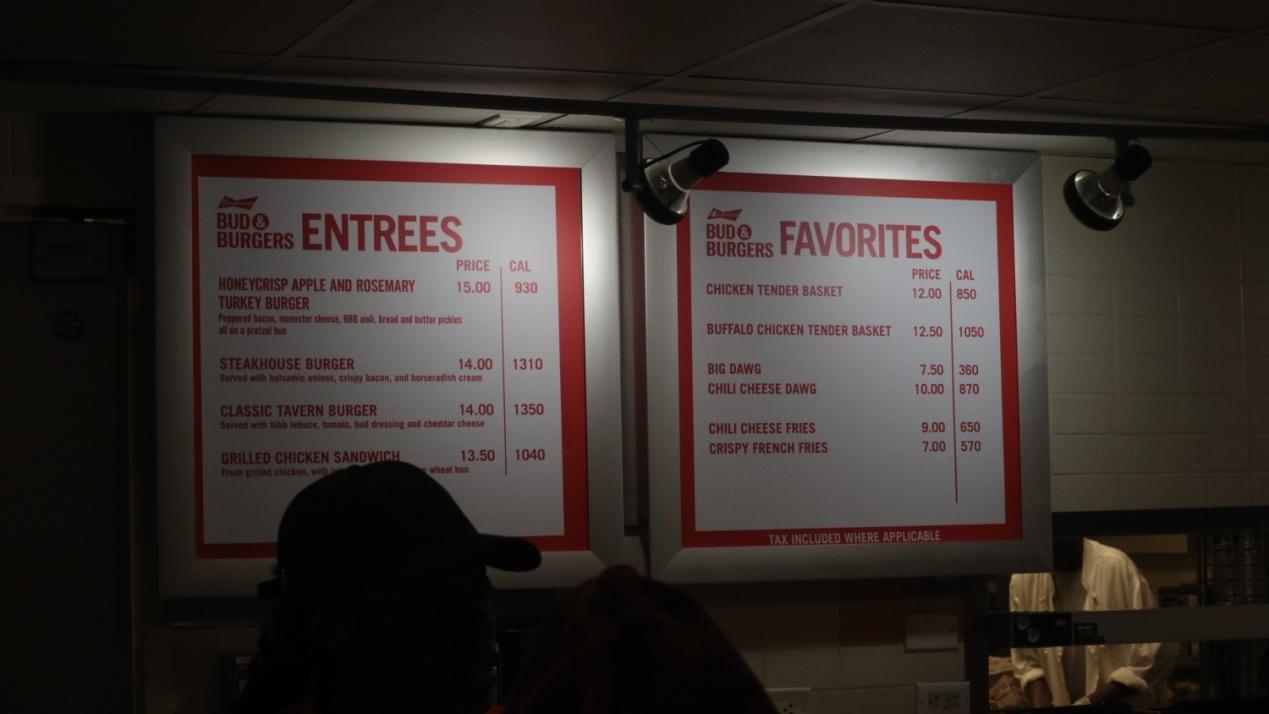 BUD &
BURGERS
ENTREES
PRICE CAL
HONEYCRISP APPLE AND ROSEMARY 15.00 930
TURKEY BURGER
Peppered bacon, muenster cheese, BBQ aioli, bread and butter pickles
all on a pretzel bun
STEAKHOUSE BURGER 14.00 1310
Served with balsamic onions, crispy bacon, and horseradish cream
CLASSIC TAVERN BURGER 14.00 1350
Served with bibb lettuce, tomato, bud dressing and cheddar cheese
GRILLED CHICKEN SANDWICH 13.50 1040
Fresh grilled chicken, with wheat bun
BUD &
BURGERS
FAVORITES
PRICE CAL
CHICKEN TENDER BASKET 12.00 850
BUFFALO CHICKEN TENDER BASKET 12.50 1050
BIG DAWG 7.50 360
CHILI CHEESE DAWG 10.00 870
CHILI CHEESE FRIES 9.00 650
CRISPY FRENCH FRIES 7.00 570
TAX INCLUDED WHERE APPLICABLE